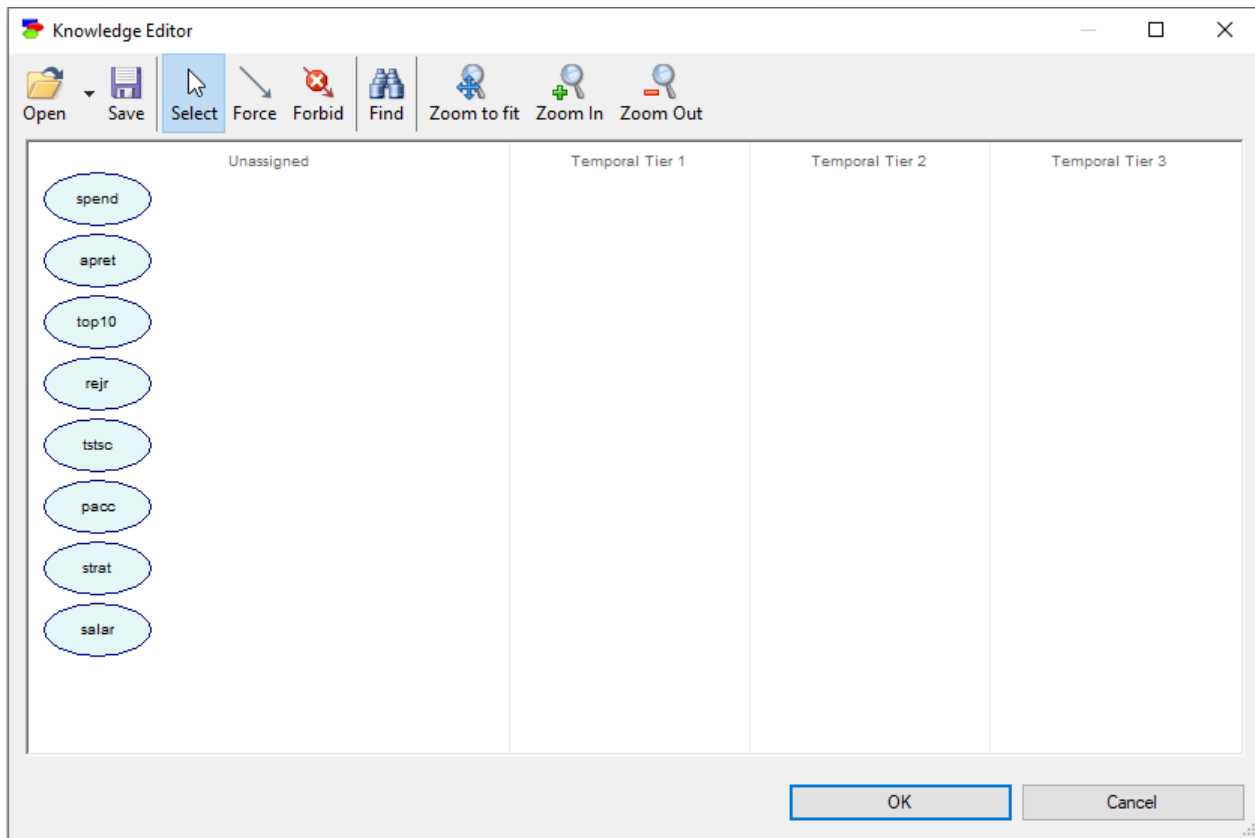 Knowledge Editor
Open Save Select Force Forbid Find Zoom to fit Zoom In Zoom Out
Unassigned Temporal Tier 1 Temporal Tier 2 Temporal Tier 3
spend
apret
top10
rejr
tstsc
pacc
strat
salar
OK Cancel